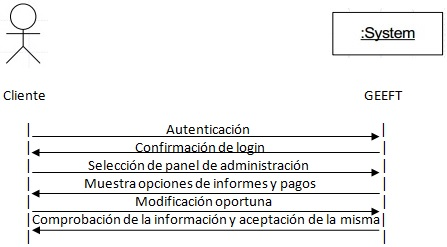 :System
Cliente
GEEFT
Autenticación
Confirmación de login
Selección de panel de administración
Muestra opciones de informes y pagos
Modificación oportuna
Comprobación de la información y aceptación de la misma